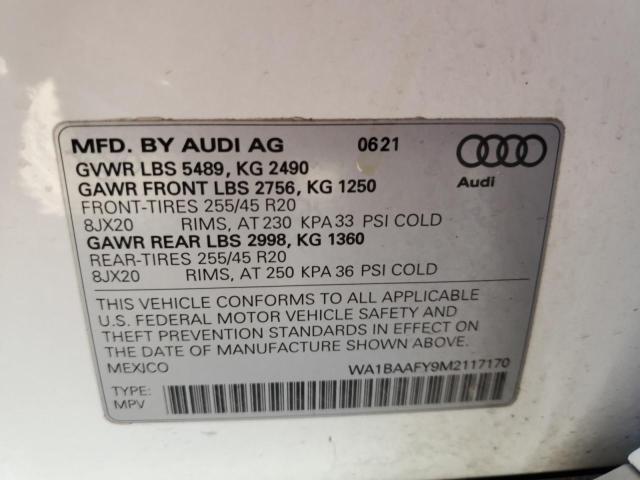 MFD. BY AUDI AG 0621
GVWR LBS 5489, KG 2490
GAWR FRONT LBS 2756, KG 1250
FRONT-TIRES 255/45 R20
8JX20 RIMS, AT 230 KPA 33 PSI COLD
GAWR REAR LBS 2998, KG 1360
REAR-TIRES 255/45 R20
8JX20 RIMS, AT 250 KPA 36 PSI COLD
Audi
THIS VEHICLE CONFORMS TO ALL APPLICABLE
U.S. FEDERAL MOTOR VEHICLE SAFETY AND
THEFT PREVENTION STANDARDS IN EFFECT ON
THE DATE OF MANUFACTURE SHOWN ABOVE.
MEXICO WA1BAAFY9M2117170
TYPE:
MPV